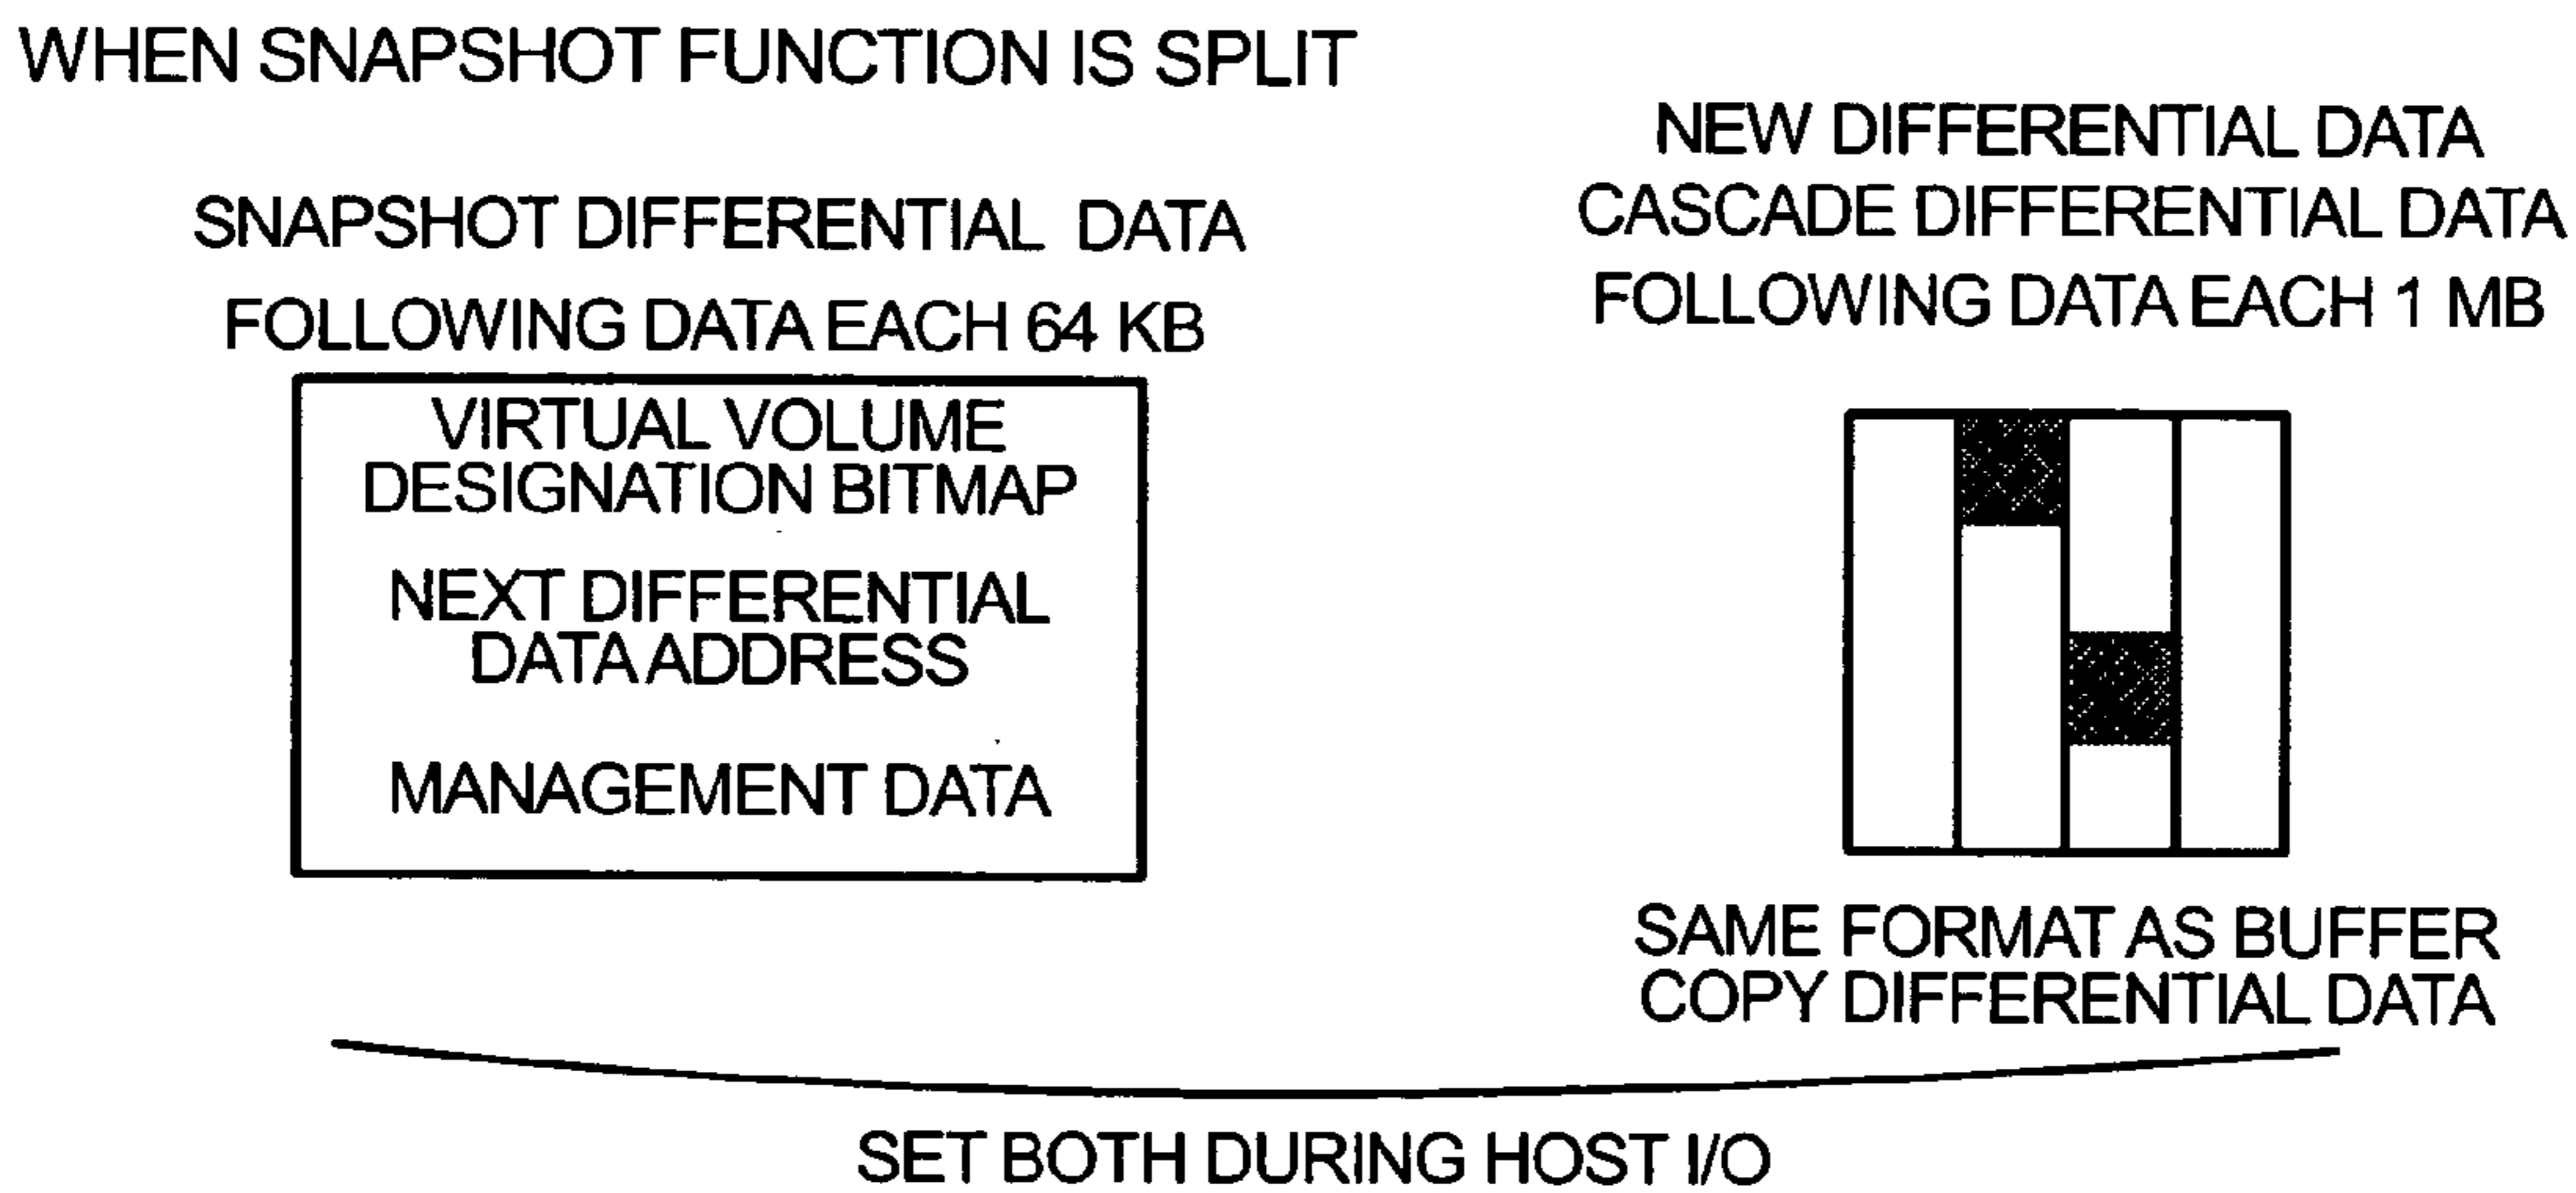 WHEN SNAPSHOT FUNCTION IS SPLIT
SNAPSHOT DIFFERENTIAL DATA
FOLLOWING DATA EACH 64 KB
VIRTUAL VOLUME
DESIGNATION BITMAP
NEXT DIFFERENTIAL
DATA ADDRESS
MANAGEMENT DATA
NEW DIFFERENTIAL DATA
CASCADE DIFFERENTIAL DATA
FOLLOWING DATA EACH 1 MB
SAME FORMAT AS BUFFER
COPY DIFFERENTIAL DATA
SET BOTH DURING HOST I/O